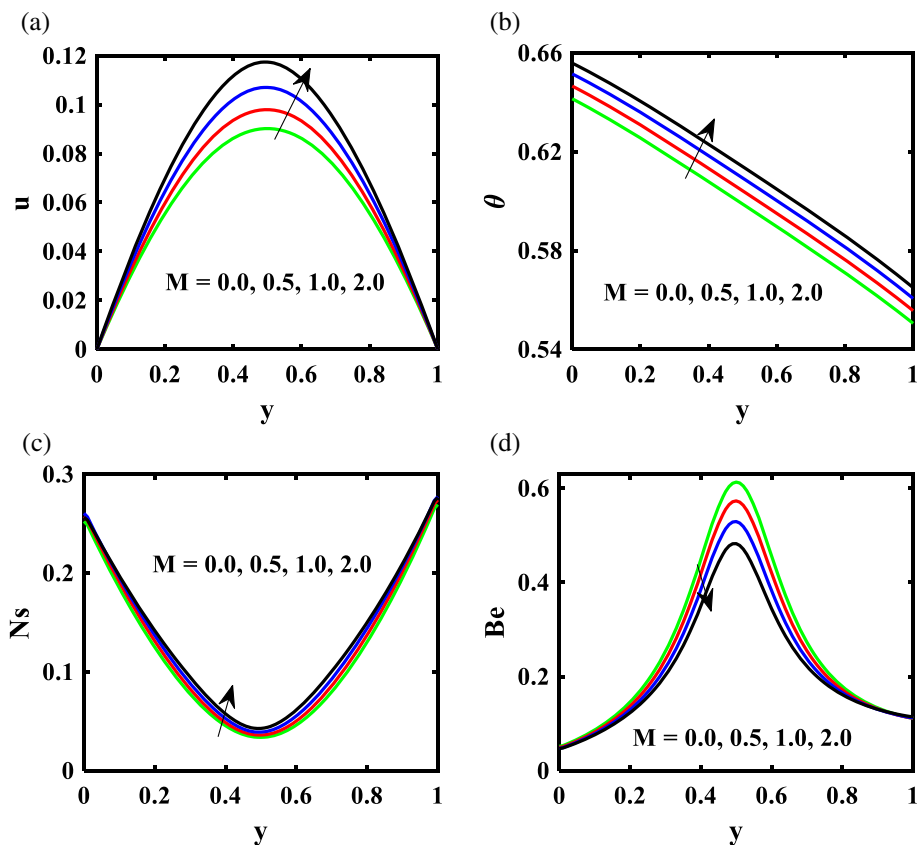 (a)
0.12
0.1
0.08
0.06
0.04
0.02
0
u
M = 0.0, 0.5, 1.0, 2.0
0 0.2 0.4 0.6 0.8 1
y
(b)
0.66
0.62
0.58
0.54
θ
M = 0.0, 0.5, 1.0, 2.0
0 0.2 0.4 0.6 0.8 1
y
(c)
0.3
0.2
0.1
0
Ns
M = 0.0, 0.5, 1.0, 2.0
0 0.2 0.4 0.6 0.8 1
y
(d)
0.6
0.4
0.2
0
Be
M = 0.0, 0.5, 1.0, 2.0
0 0.2 0.4 0.6 0.8 1
y